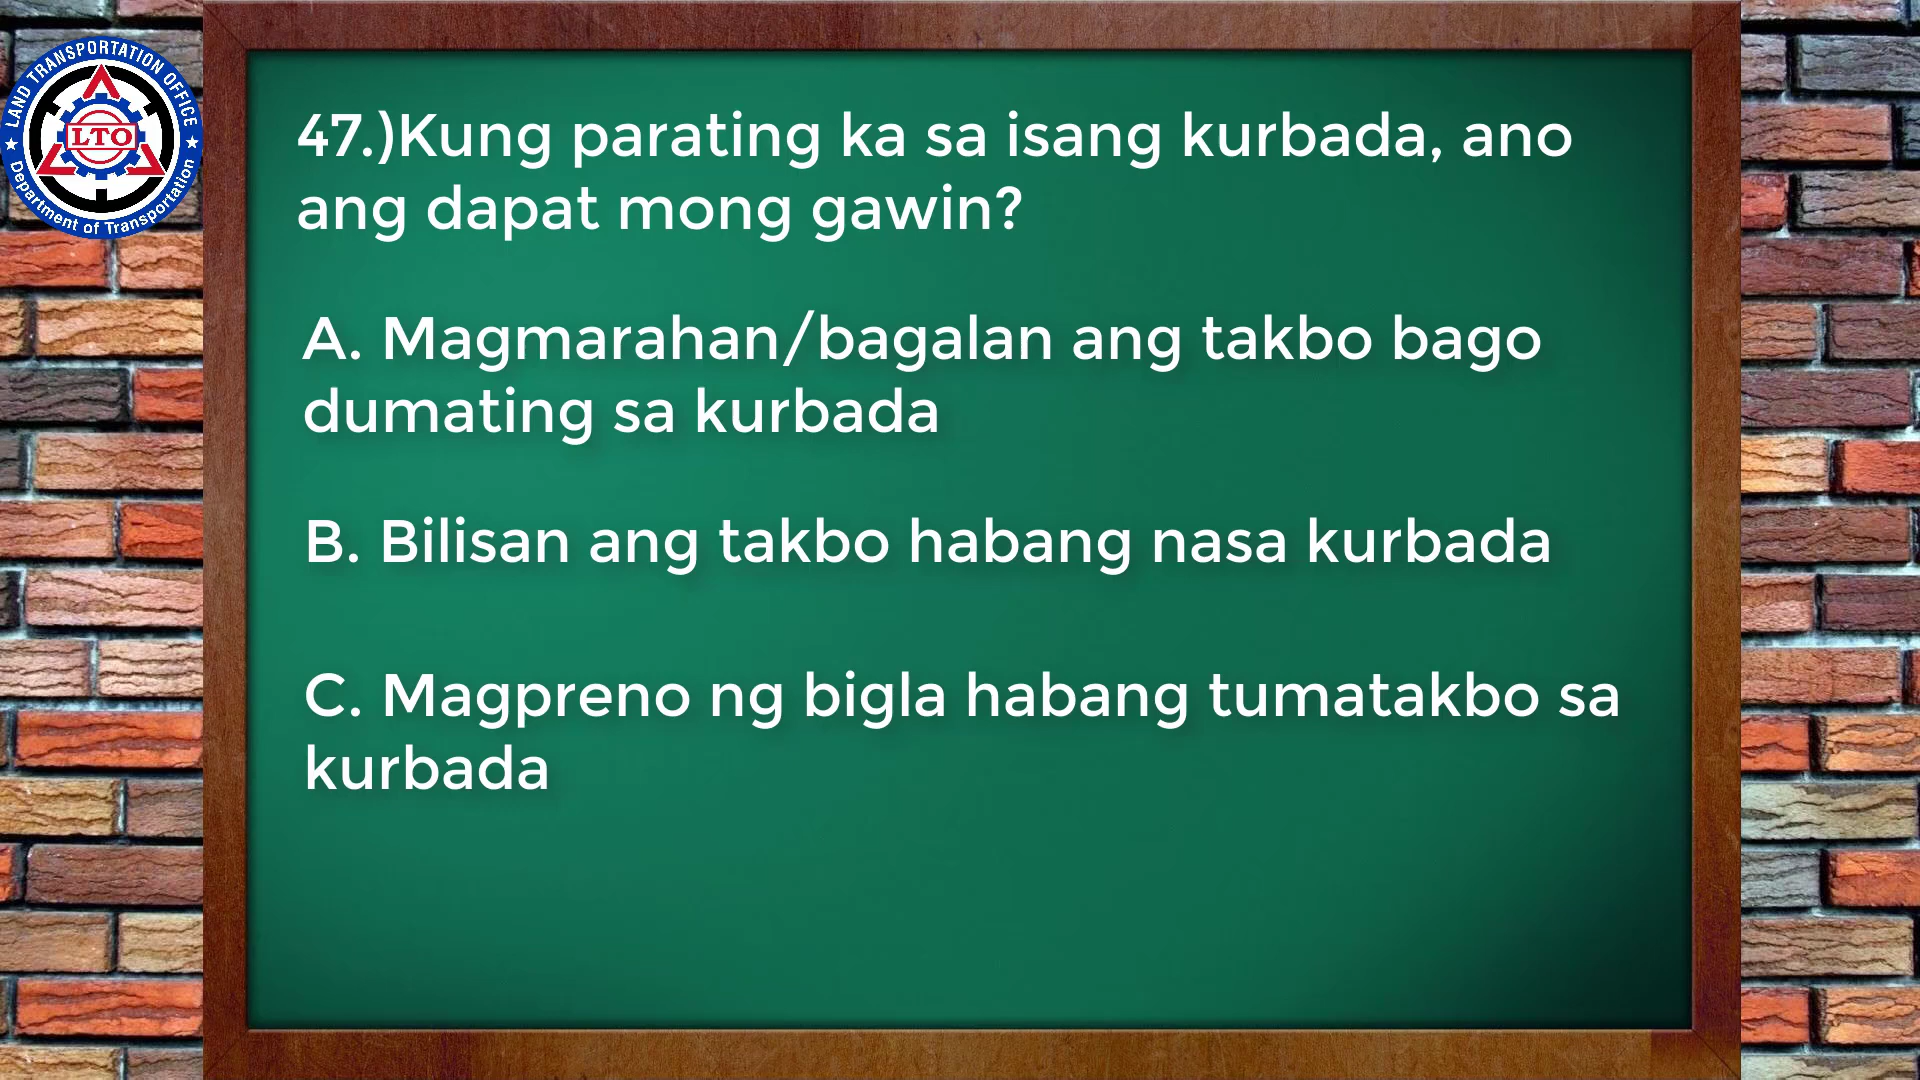 LAND TRANSPORTATION OFFICE
LTO
Department of Transportation
47.)Kung parating ka sa isang kurbada, ano
ang dapat mong gawin?
A. Magmarahan/bagalan ang takbo bago
dumating sa kurbada
B. Bilisan ang takbo habang nasa kurbada
C. Magpreno ng bigla habang tumatakbo sa
kurbada